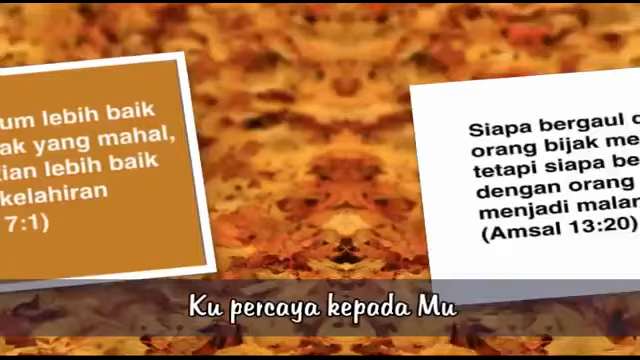 um lebih baik
ak yang mahal,
ian lebih baik
kelahiran
7:1)
Siapa bergaul
orang bijak me
tetapi siapa be
dengan orang
menjadi malan
(Amsal 13:20)
Ku percaya kepada Mu